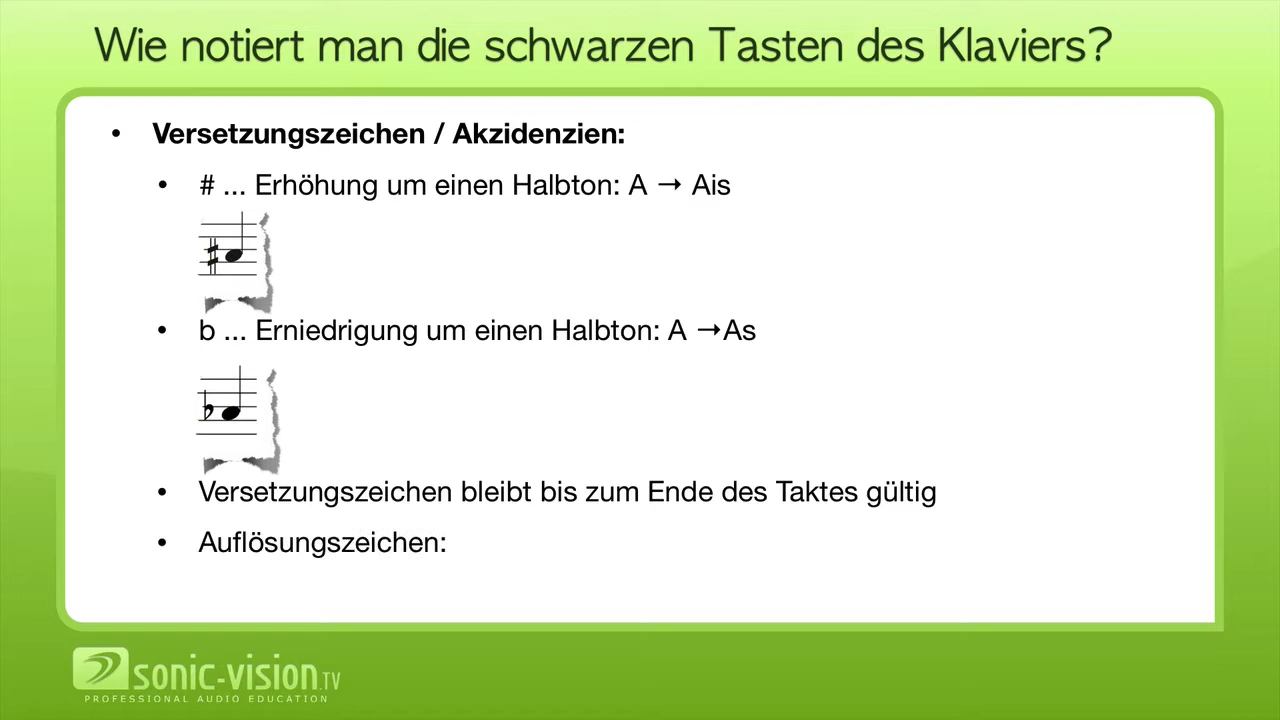 Wie notiert man die schwarzen Tasten des Klaviers?
• Versetzungszeichen / Akzidenzien:
• # ... Erhöhung um einen Halbton: A → Ais
• b ... Erniedrigung um einen Halbton: A →As
• Versetzungszeichen bleibt bis zum Ende des Taktes gültig
• Auflösungszeichen:
sonic-vision.TV
PROFESSIONAL AUDIO EDUCATION